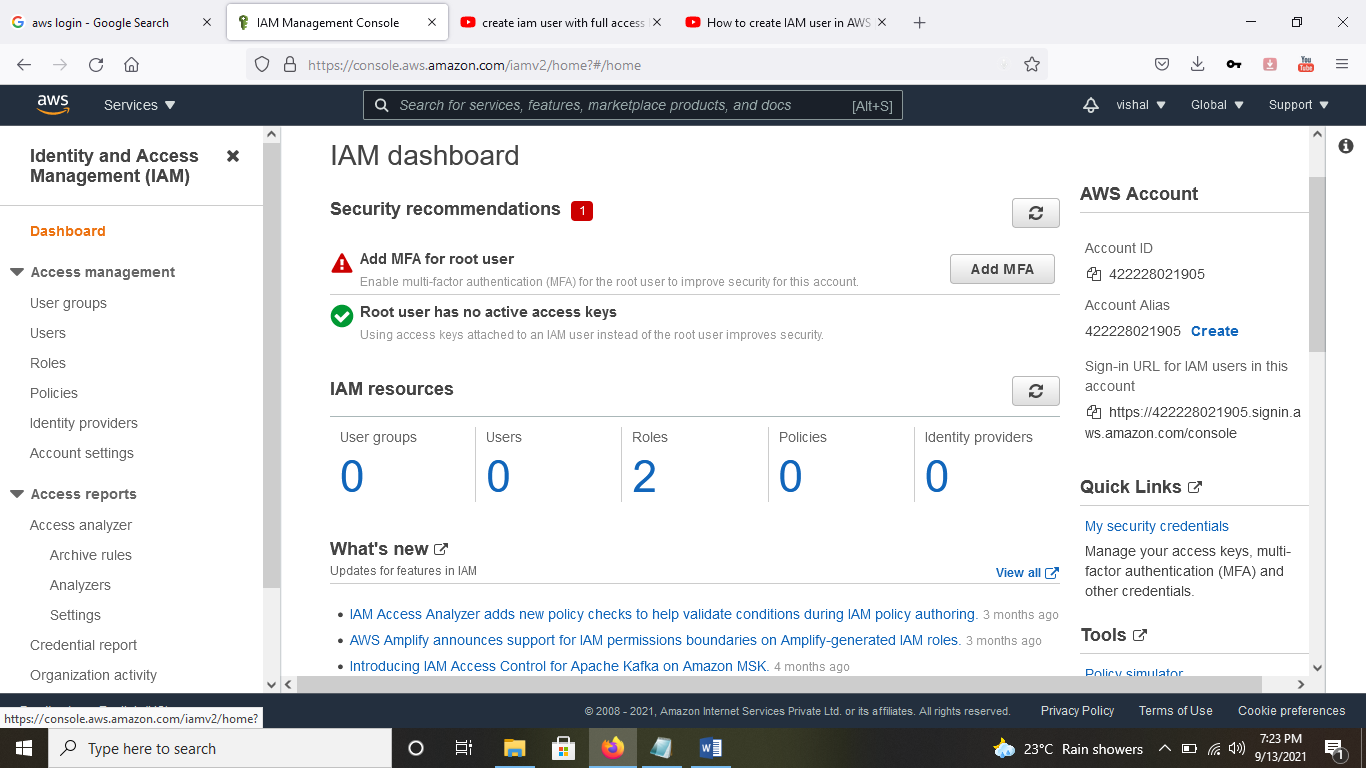 aws login - Google Search
IAM Management Console
create iam user with full access
How to create IAM user in AWS
https://console.aws.amazon.com/iamv2/home?#/home
You
Tube
aws
Services
Search for services, features, marketplace products, and docs
[Alt+S]
vishal
Global
Support
Identity and Access
Management (IAM)
Dashboard
Access management
User groups
Users
Roles
Policies
Identity providers
Account settings
Access reports
Access analyzer
Archive rules
Analyzers
Settings
Credential report
Organization activity
IAM dashboard
Security recommendations 1
Add MFA for root user
Enable multi-factor authentication (MFA) for the root user to improve security for this account.
Add MFA
Root user has no active access keys
Using access keys attached to an IAM user instead of the root user improves security.
IAM resources
User groups
0
Users
0
Roles
2
Policies
0
Identity providers
0
What's new
Updates for features in IAM
View all
IAM Access Analyzer adds new policy checks to help validate conditions during IAM policy authoring. 3 months ago
AWS Amplify announces support for IAM permissions boundaries on Amplify-generated IAM roles. 3 months ago
Introducing IAM Access Control for Apache Kafka on Amazon MSK. 4 months ago
AWS Account
Account ID
422228021905
Account Alias
422228021905 Create
Sign-in URL for IAM users in this
account
https://422228021905.signin.a
ws.amazon.com/console
Quick Links
My security credentials
Manage your access keys, multi-
factor authentication (MFA) and
other credentials.
Tools
Policy simulator
https://console.aws.amazon.com/iamv2/home?
© 2008 - 2021, Amazon Internet Services Private Ltd. or its affiliates. All rights reserved.
Privacy Policy
Terms of Use
Cookie preferences
Type here to search
23°C Rain showers
7:23 PM
9/13/2021
1